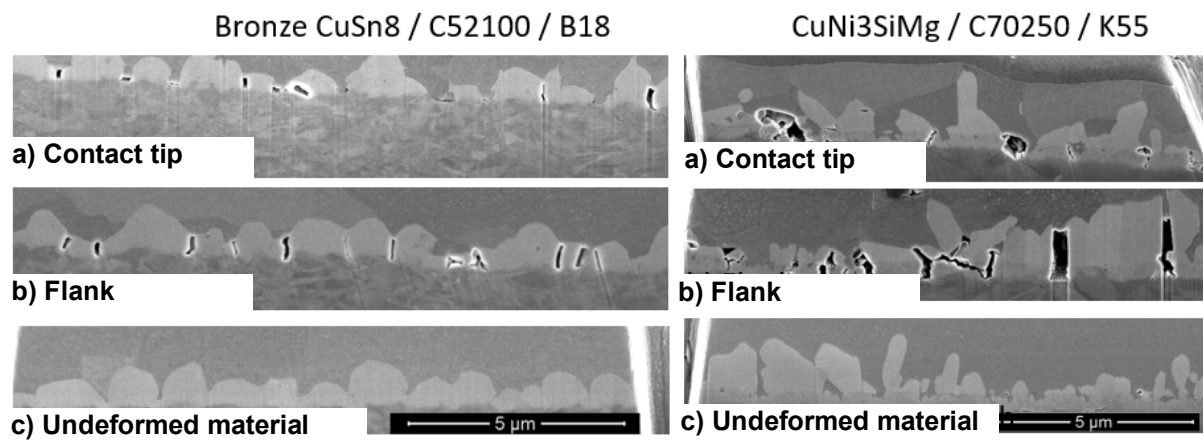 Bronze CuSn8 / C52100 / B18
a) Contact tip
b) Flank
c) Undeformed material
5 µm
CuNi3SiMg / C70250 / K55
a) Contact tip
b) Flank
c) Undeformed material
5 µm